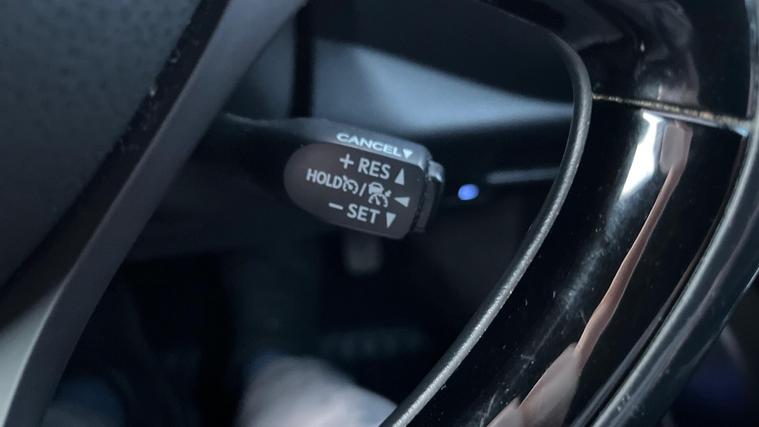 CANCEL▼
+ RES ▲
HOLD / ◀
− SET ▼